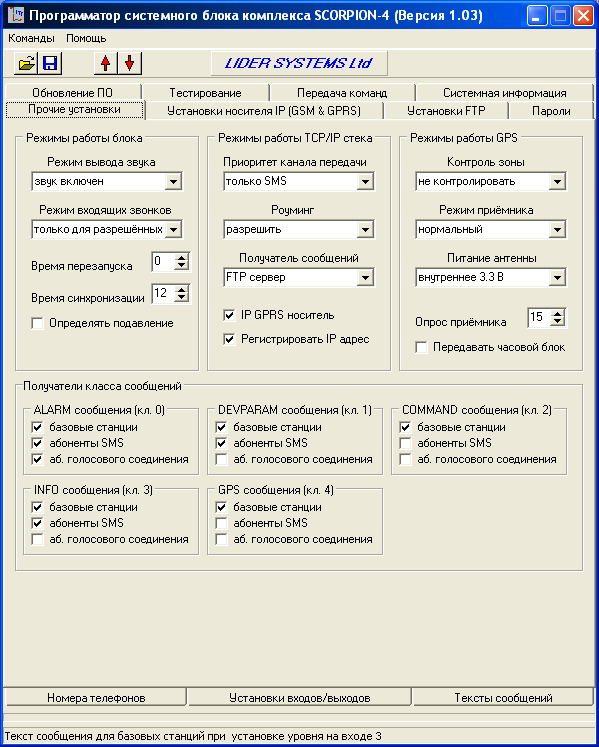 Программатор системного блока комплекса SCORPION-4 (Версия 1.03)
Команды Помощь
LIDER SYSTEMS Ltd
Обновление ПО Тестирование Передача команд Системная информация
Прочие установки Установки носителя IP (GSM & GPRS) Установки FTP Пароли
Режимы работы блока
Режим вывода звука
звук включен
Режим входящих звонков
только для разрешённых
Время перезапуска 0
Время синхронизации 12
Определять подавление
Режимы работы TCP/IP стека
Приоритет канала передачи
только SMS
Роуминг
разрешить
Получатель сообщений
FTP сервер
IP GPRS носитель
Регистрировать IP адрес
Режимы работы GPS
Контроль зоны
не контролировать
Режим приёмника
нормальный
Питание антенны
внутреннее 3.3 В
Опрос приёмника 15
Передавать часовой блок
Получатели класса сообщений
ALARM сообщения (кл. 0)
базовые станции
абоненты SMS
аб. голосового соединения
DEVPARAM сообщения (кл. 1)
базовые станции
абоненты SMS
аб. голосового соединения
COMMAND сообщения (кл. 2)
базовые станции
абоненты SMS
аб. голосового соединения
INFO сообщения (кл. 3)
базовые станции
абоненты SMS
аб. голосового соединения
GPS сообщения (кл. 4)
базовые станции
абоненты SMS
аб. голосового соединения
Номера телефонов Установки входов/выходов Тексты сообщений
Текст сообщения для базовых станций при установке уровня на входе 3